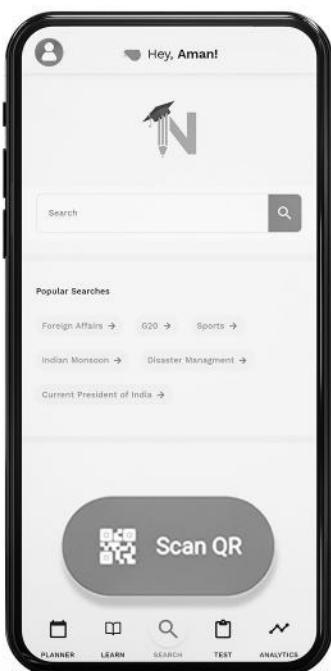 Hey, Aman!
N
Search
Popular Searches
Foreign Affairs → G20 → Sports →
Indian Monsoon → Disaster Managment →
Current President of India →
Scan QR
PLANNER LEARN SEARCH TEST ANALYTICS